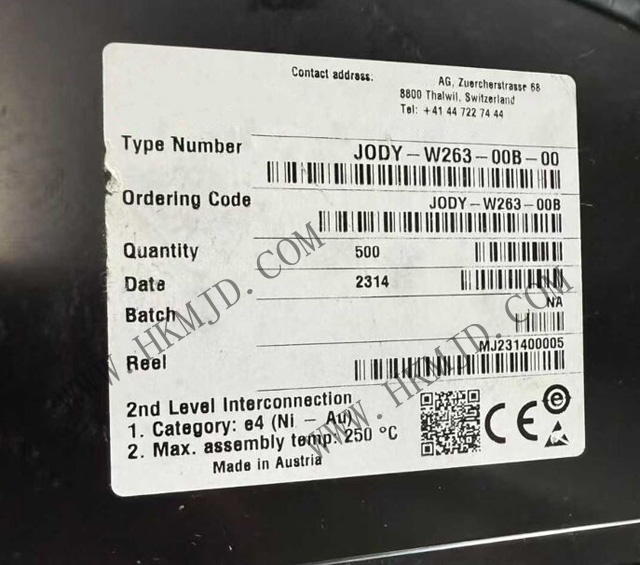 Contact address: AG, Zuercherstrasse 68
8800 Thalwil, Switzerland
Tel: +41 44 722 74 44
Type Number JODY-W263-00B-00
Ordering Code JODY-W263-00B
Quantity 500
Date 2314
Batch NA
Reel MJ231400005
2nd Level Interconnection
1. Category: e4 (Ni - Au)
2. Max. assembly temp: 250 °C
Made in Austria
CE
WWW.HKMJD.COM
WWW.HKMJD.COM